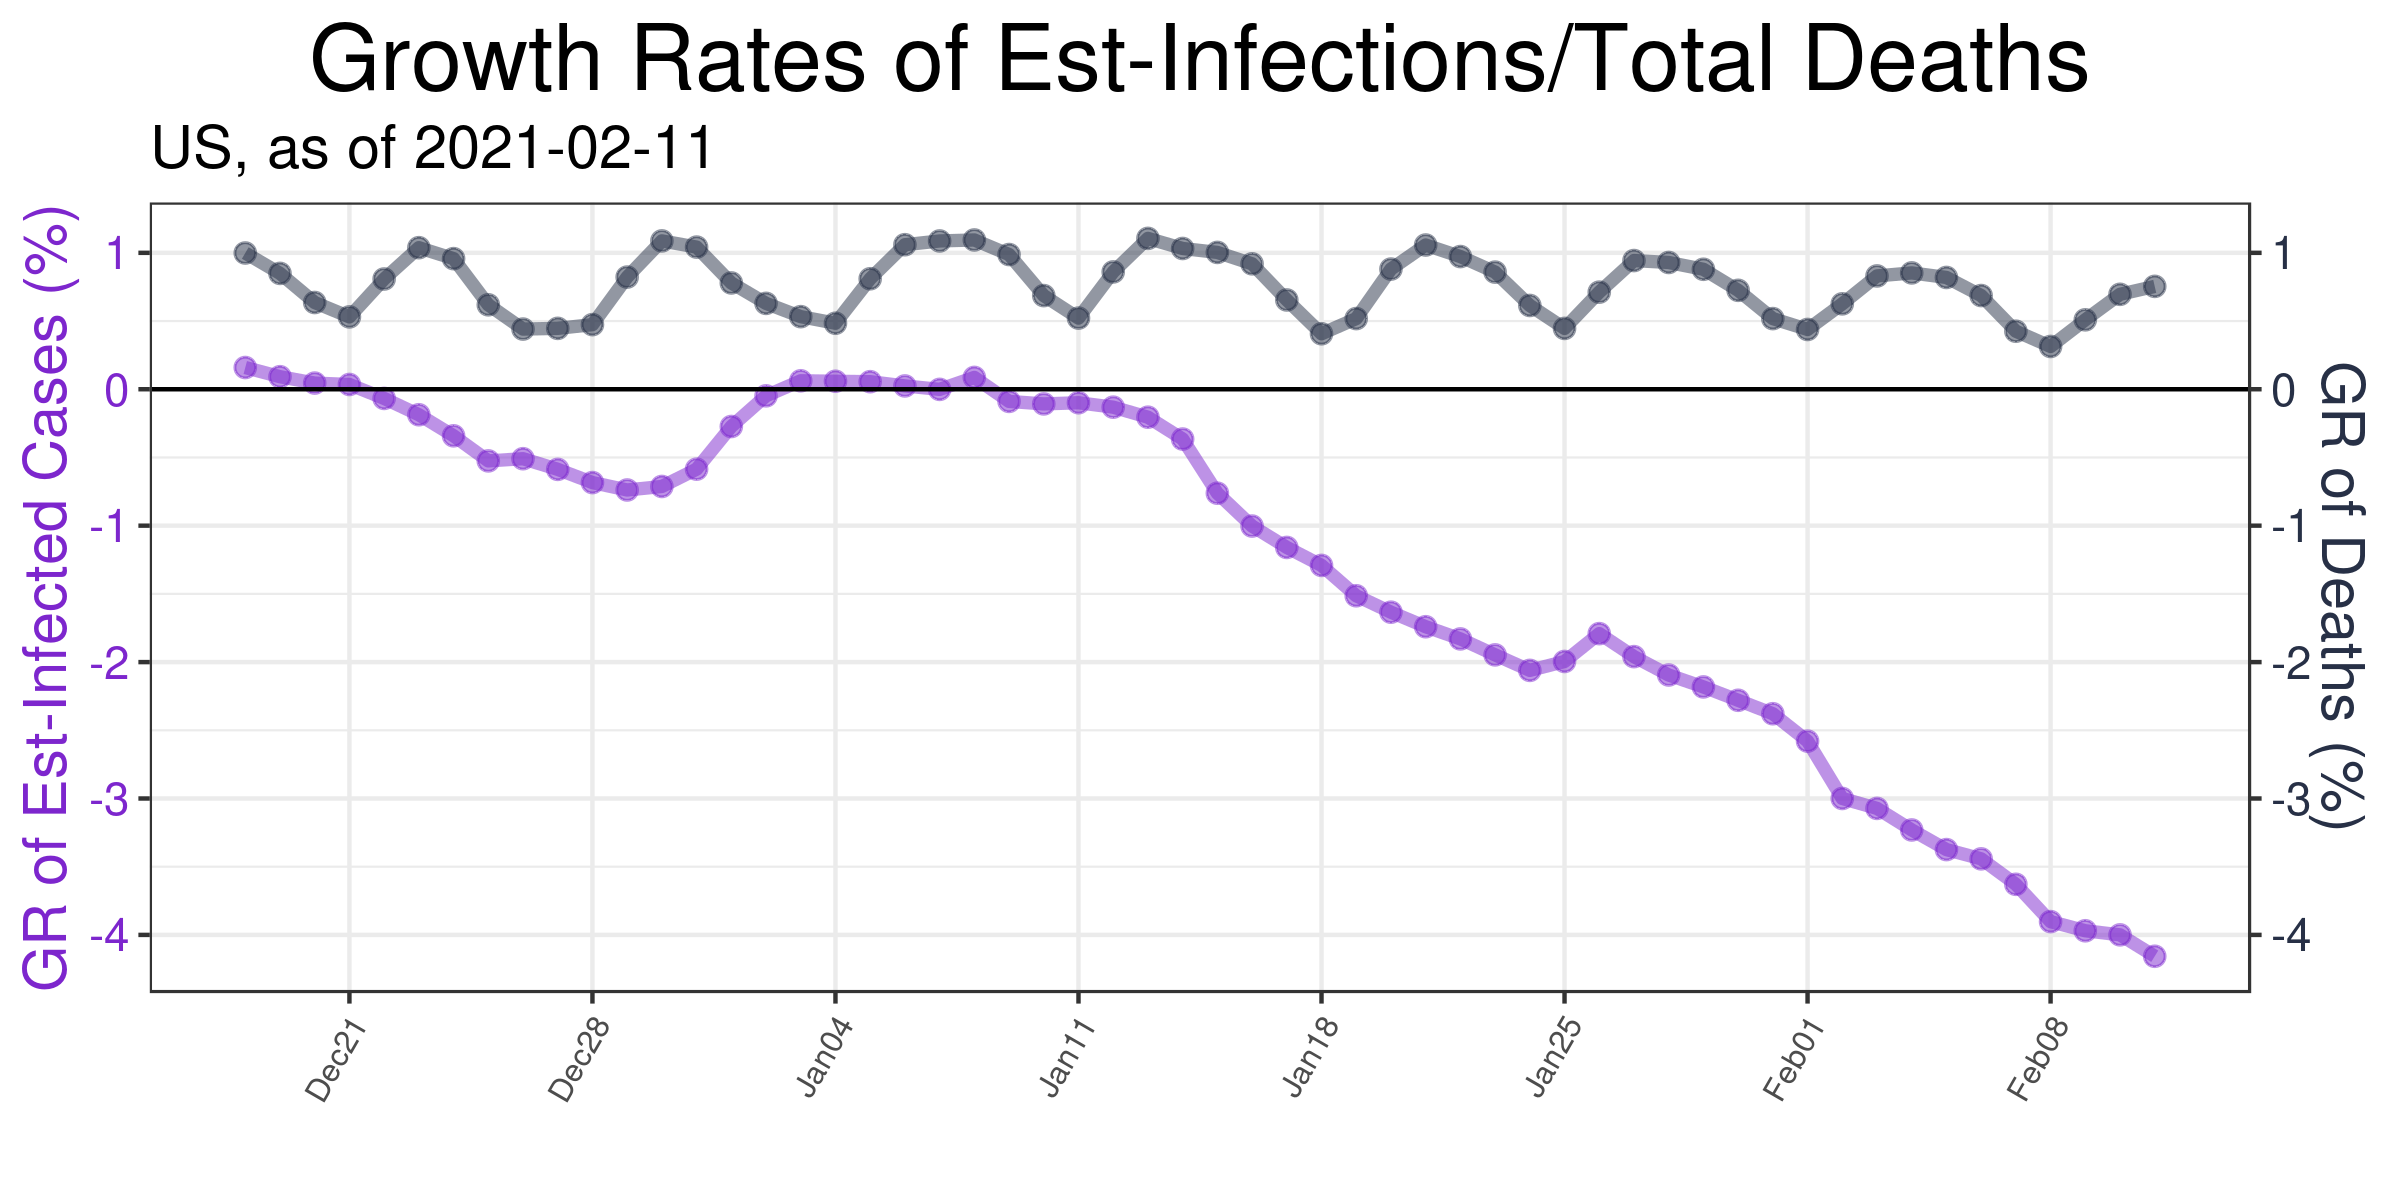 Growth Rates of Est-Infections/Total Deaths
US, as of 2021-02-11
GR of Est-Infected Cases (%)
1
0
-1
-2
-3
-4
1
0
-1
-2
-3
-4
GR of Deaths (%)
Dec21
Dec28
Jan04
Jan11
Jan18
Jan25
Feb01
Feb08